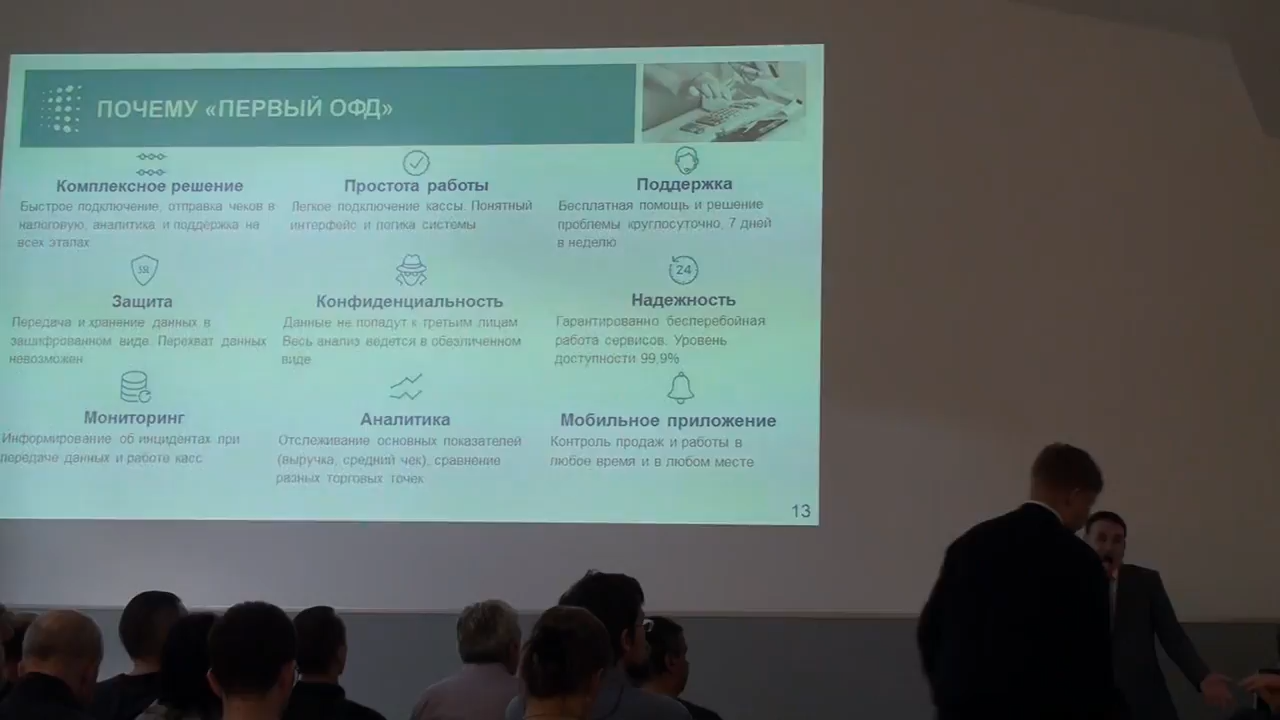 ПОЧЕМУ «ПЕРВЫЙ ОФД»
Комплексное решение
Быстрое подключение, отправка чеков в
налоговую, аналитика и поддержка на
всех этапах
Простота работы
Легкое подключение кассы. Понятный
интерфейс и логика системы
Поддержка
Бесплатная помощь и решение
проблемы круглосуточно, 7 дней
в неделю
SSL
Защита
Передача и хранение данных в
зашифрованном виде. Перехват данных
невозможен
Конфиденциальность
Данные не попадут к третьим лицам
Весь анализ ведется в обезличенном
виде
24
Надежность
Гарантированно бесперебойная
работа сервисов. Уровень
доступности 99,9%
Мониторинг
Информирование об инцидентах при
передаче данных и работе касс
Аналитика
Отслеживание основных показателей
(выручка, средний чек), сравнение
разных торговых точек
Мобильное приложение
Контроль продаж и работы в
любое время и в любом месте
13